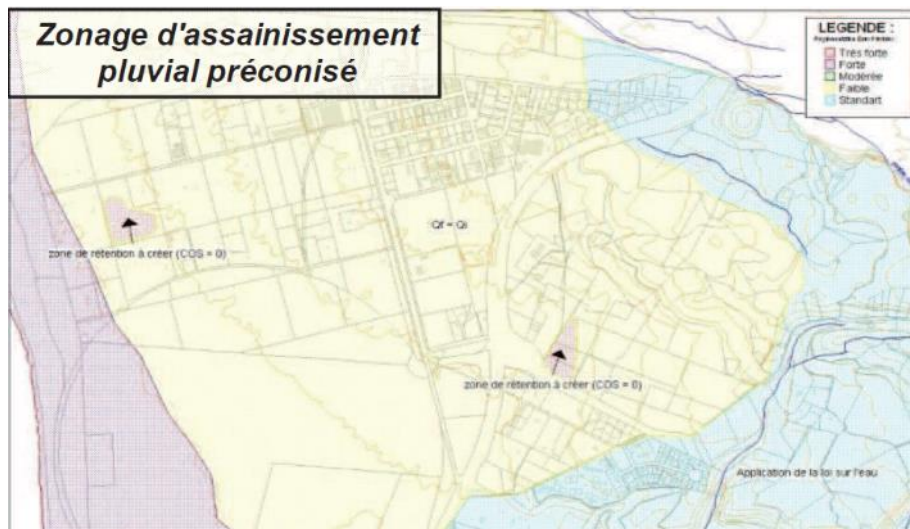 Zonage d'assainissement
pluvial préconisé
LEGENDE :
Très forte
Forte
Modérée
Faible
Standart
Qf = Qi
zone de rétention à créer (COS = 0)
zone de rétention à créer (COS = 0)
Application de la loi sur l'eau